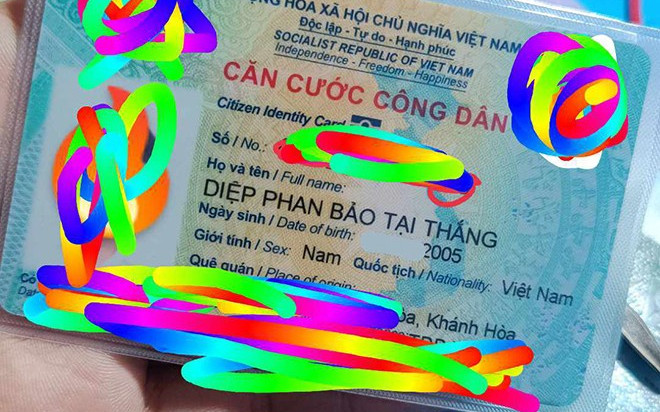 CỘNG HÒA XÃ HỘI CHỦ NGHĨA VIỆT NAM
Độc lập - Tự do - Hạnh phúc
SOCIALIST REPUBLIC OF VIET NAM
Independence - Freedom - Happiness
CĂN CƯỚC CÔNG DÂN
Citizen Identity Card
Số / No.:
Họ và tên / Full name:
DIỆP PHAN BẢO TẠI THẮNG
Ngày sinh / Date of birth: 2005
Giới tính / Sex: Nam Quốc tịch / Nationality: Việt Nam
Quê quán / Place of origin:
Khánh Hòa